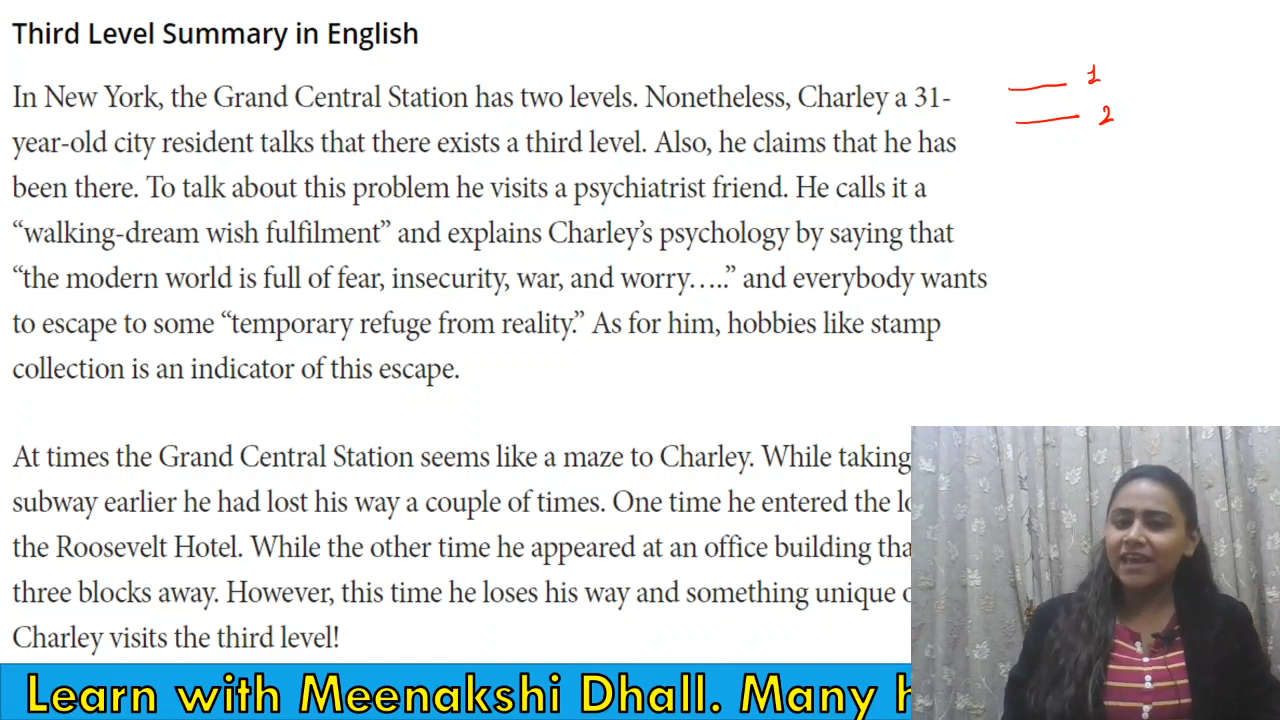 Third Level Summary in English
In New York, the Grand Central Station has two levels. Nonetheless, Charley a 31-
year-old city resident talks that there exists a third level. Also, he claims that he has
been there. To talk about this problem he visits a psychiatrist friend. He calls it a
“walking-dream wish fulfilment” and explains Charley’s psychology by saying that
“the modern world is full of fear, insecurity, war, and worry…..” and everybody wants
to escape to some “temporary refuge from reality.” As for him, hobbies like stamp
collection is an indicator of this escape.
At times the Grand Central Station seems like a maze to Charley. While taking
subway earlier he had lost his way a couple of times. One time he entered the
the Roosevelt Hotel. While the other time he appeared at an office building
three blocks away. However, this time he loses his way and something unique
Charley visits the third level!
1
2
Learn with Meenakshi Dhall. Many